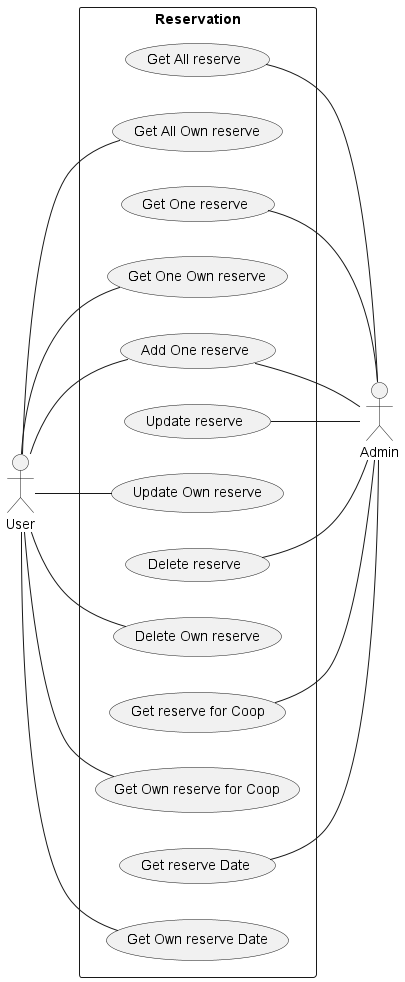 Reservation
Get All reserve
Get All Own reserve
Get One reserve
Get One Own reserve
Add One reserve
Update reserve
Admin
Update Own reserve
User
Delete reserve
Delete Own reserve
Get reserve for Coop
Get Own reserve for Coop
Get reserve Date
Get Own reserve Date